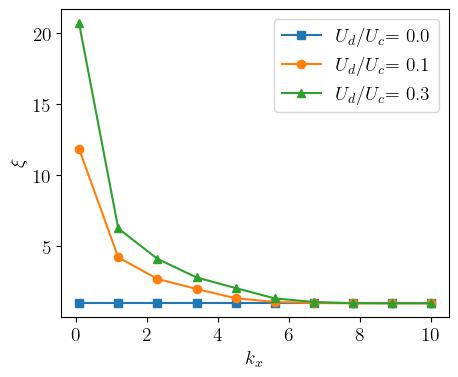 U_d/U_c= 0.0
U_d/U_c= 0.1
U_d/U_c= 0.3
20
15
10
5
ξ
0 2 4 6 8 10
k_x